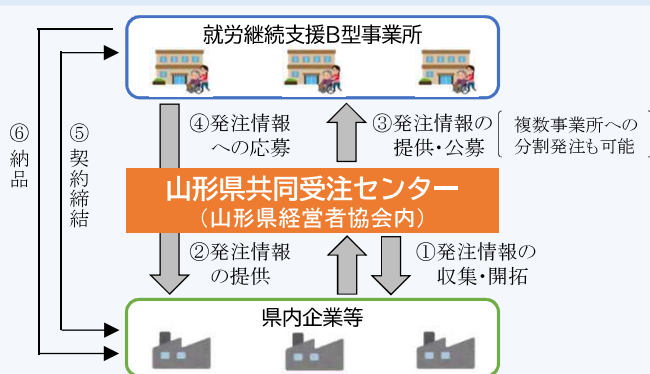 就労継続支援B型事業所
④発注情報
への応募
③発注情報の
提供・公募
複数事業所への
分割発注も可能
⑥納品
⑤契約締結
山形県共同受注センター
（山形県経営者協会内）
②発注情報
の提供
①発注情報の
収集・開拓
県内企業等